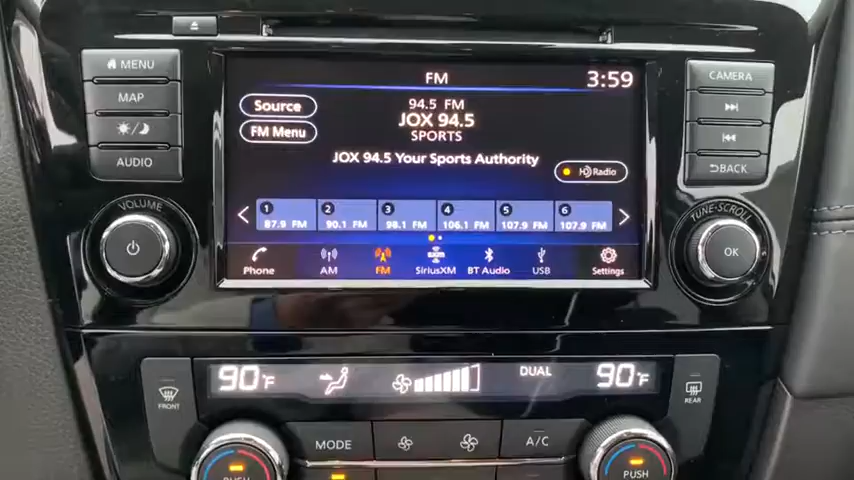 MENU
MAP
AUDIO
VOLUME
FM
3:59
Source
FM Menu
94.5 FM
JOX 94.5
SPORTS
JOX 94.5 Your Sports Authority
HD Radio
1 2 3 4 5 6
87.9 FM 90.1 FM 98.1 FM 106.1 FM 107.9 FM 107.9 FM
Phone AM FM SiriusXM BT Audio USB Settings
CAMERA
BACK
TUNE·SCROLL
OK
90°F DUAL 90°F
FRONT
REAR
MODE A/C
PUSH PUSH